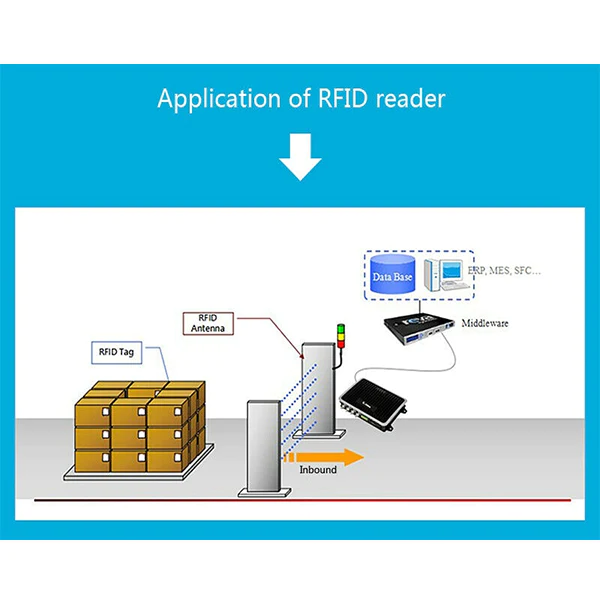 Application of RFID reader
Data Base
ERP, MES, SFC...
Middleware
RFID
Antenna
RFID Tag
Inbound